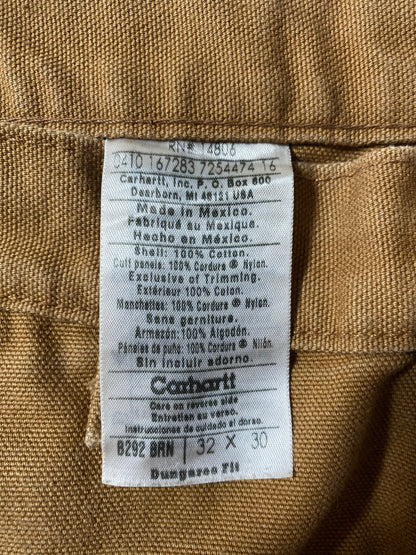 RN# 14806
0410 167283 7254474 16
Carhartt, Inc. P. O. Box 600
Dearborn, MI 48121 USA
Made in Mexico.
Fabriqué au Mexique.
Hecho en México.
Shell: 100% Cotton.
Cuff panels: 100% Cordura ® Nylon.
Exclusive of Trimming.
Extérieur 100% Coton.
Manchettes: 100% Cordura ® Nylon.
Sans garniture.
Armazón: 100% Algodón.
Páneles de puño: 100% Cordura ® Nilón.
Sin incluir adorno.
Carhartt
Care on reverse side
Entretien au verso.
Instrucciones de cuidado al dorso.
B292 BRN 32 X 30
Dungaree Fit